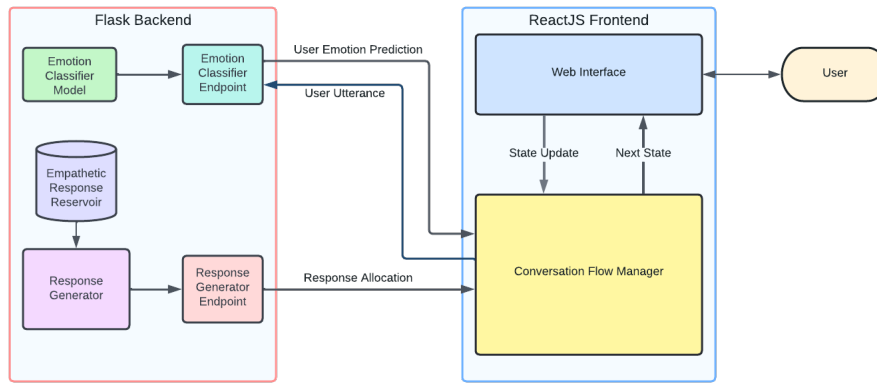 Flask Backend
Emotion
Classifier
Model
Emotion
Classifier
Endpoint
User Emotion Prediction
User Utterance
Empathetic
Response
Reservoir
Response
Generator
Response
Generator
Endpoint
Response Allocation
ReactJS Frontend
Web Interface
User
State Update
Next State
Conversation Flow Manager